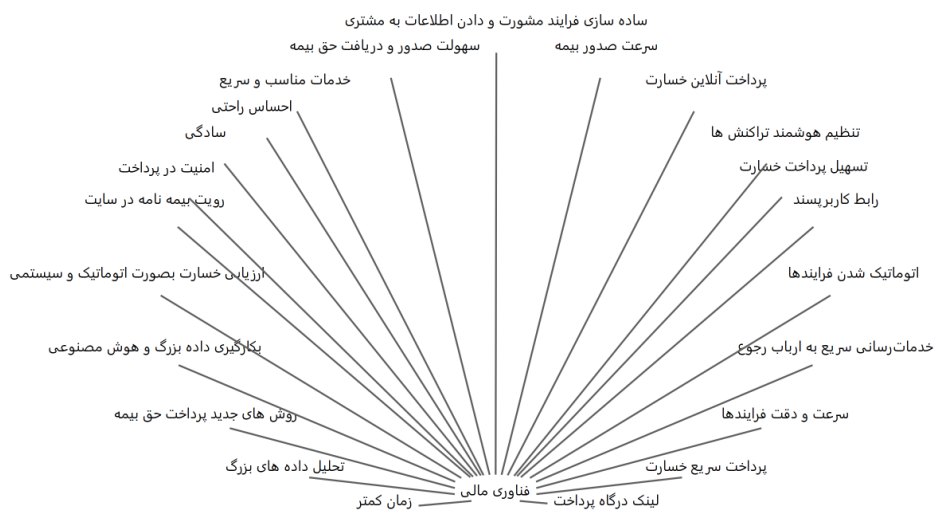 ساده سازی فرایند مشورت و دادن اطلاعات به مشتری
سرعت صدور بیمه
سهولت صدور و دریافت حق بیمه
پرداخت آنلاین خسارت
خدمات مناسب و سریع
احساس راحتی
تنظیم هوشمند تراکنش ها
سادگی
تسهیل پرداخت خسارت
امنیت در پرداخت
رابط کاربرپسند
رویت بیمه نامه در سایت
اتوماتیک شدن فرایندها
ارزیابی خسارت بصورت اتوماتیک و سیستمی
خدمات‌رسانی سریع به ارباب رجوع
بکارگیری داده بزرگ و هوش مصنوعی
سرعت و دقت فرایندها
روش های جدید پرداخت حق بیمه
پرداخت سریع خسارت
تحلیل داده های بزرگ
لینک درگاه پرداخت
فناوری مالی
زمان کمتر